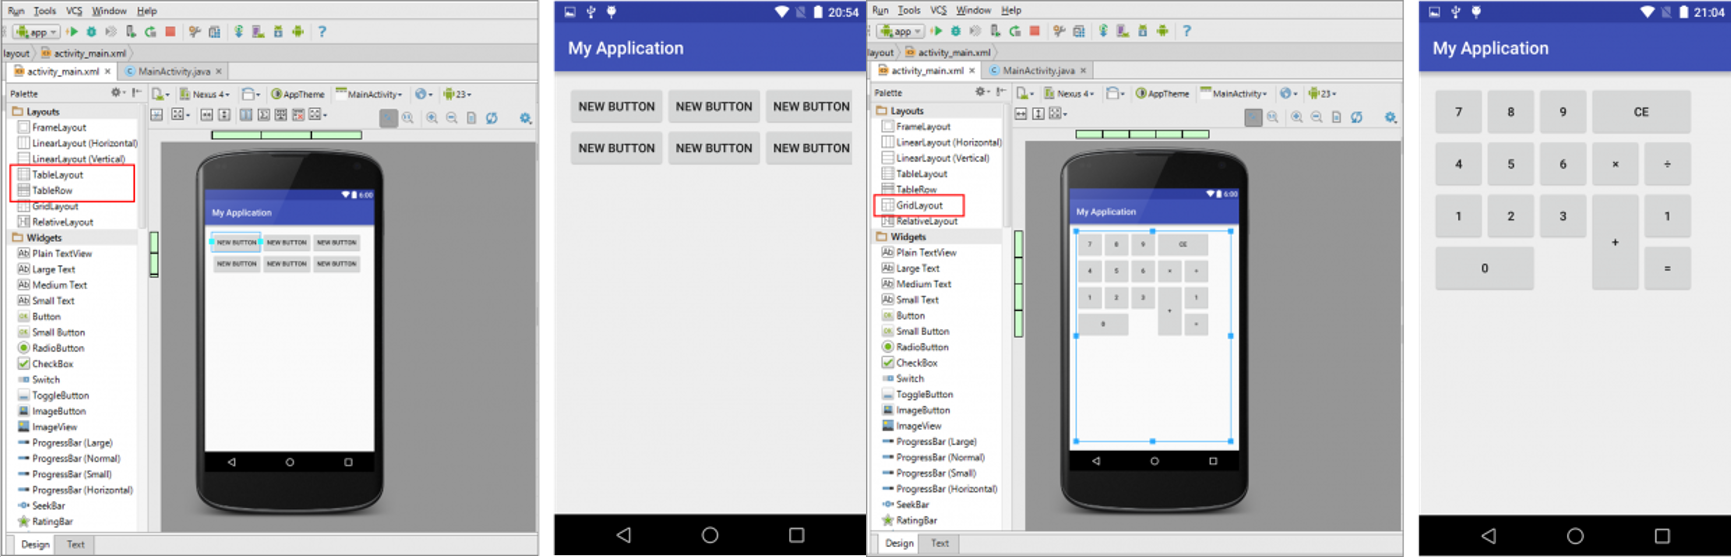 Run Tools VCS Window Help
app
layout activity_main.xml
activity_main.xml MainActivity.java
Palette
Nexus 4 AppTheme MainActivity 23
Layouts
FrameLayout
LinearLayout (Horizontal)
LinearLayout (Vertical)
TableLayout
TableRow
GridLayout
RelativeLayout
Widgets
Plain TextView
Large Text
Medium Text
Small Text
Button
Small Button
RadioButton
CheckBox
Switch
ToggleButton
ImageButton
ImageView
ProgressBar (Large)
ProgressBar (Normal)
ProgressBar (Small)
ProgressBar (Horizontal)
SeekBar
RatingBar
Design Text
6:00
My Application
NEW BUTTON NEW BUTTON NEW BUTTON
NEW BUTTON NEW BUTTON NEW BUTTON
20:54
My Application
NEW BUTTON NEW BUTTON NEW BUTTON
NEW BUTTON NEW BUTTON NEW BUTTON
Run Tools VCS Window Help
app
layout activity_main.xml
activity_main.xml MainActivity.java
Palette
Nexus 4 AppTheme MainActivity 23
Layouts
FrameLayout
LinearLayout (Horizontal)
LinearLayout (Vertical)
TableLayout
TableRow
GridLayout
RelativeLayout
Widgets
Plain TextView
Large Text
Medium Text
Small Text
Button
Small Button
RadioButton
CheckBox
Switch
ToggleButton
ImageButton
ImageView
ProgressBar (Large)
ProgressBar (Normal)
ProgressBar (Small)
ProgressBar (Horizontal)
SeekBar
RatingBar
Design Text
6:00
My Application
7 8 9 CE
4 5 6 × ÷
1 2 3 1
+
0 =
21:04
My Application
7 8 9 CE
4 5 6 × ÷
1 2 3 1
+
0 =